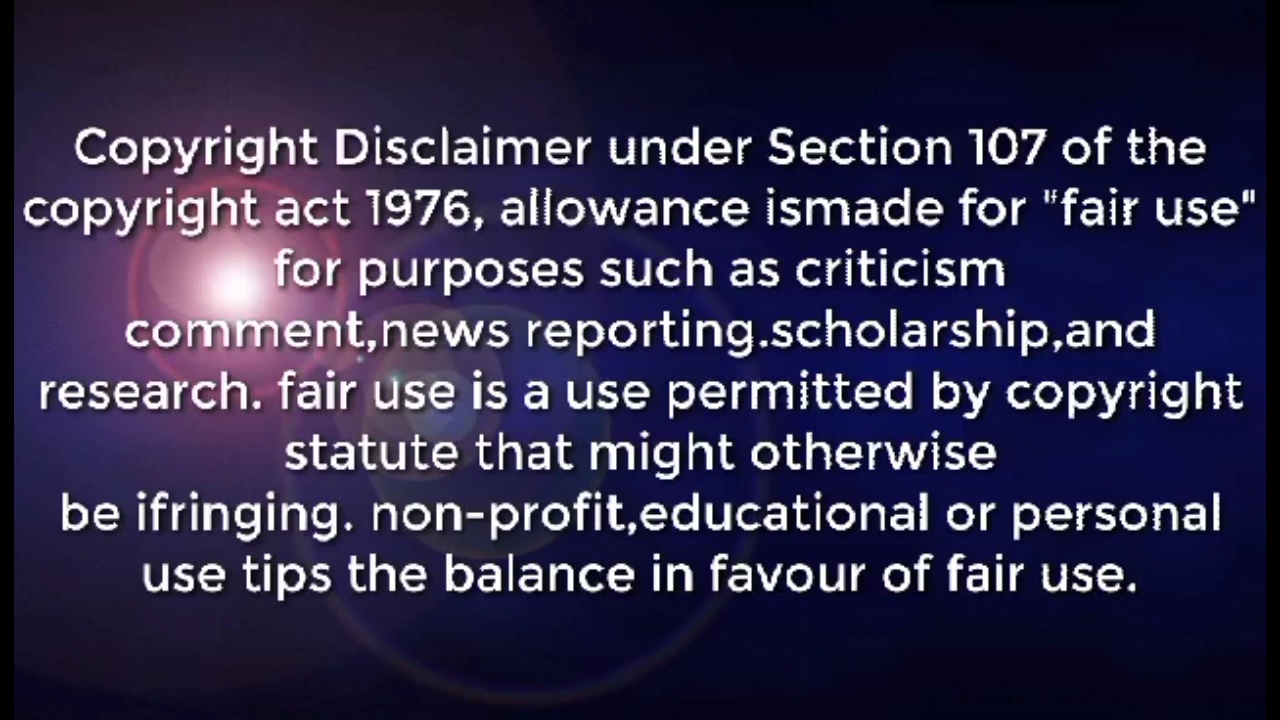 Copyright Disclaimer under Section 107 of the
copyright act 1976, allowance ismade for "fair use"
for purposes such as criticism
comment,news reporting.scholarship,and
research. fair use is a use permitted by copyright
statute that might otherwise
be ifringing. non-profit,educational or personal
use tips the balance in favour of fair use.